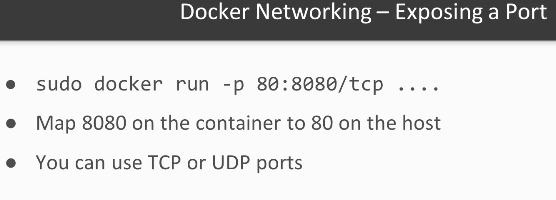 Docker Networking – Exposing a Port
● sudo docker run -p 80:8080/tcp ....
● Map 8080 on the container to 80 on the host
● You can use TCP or UDP ports